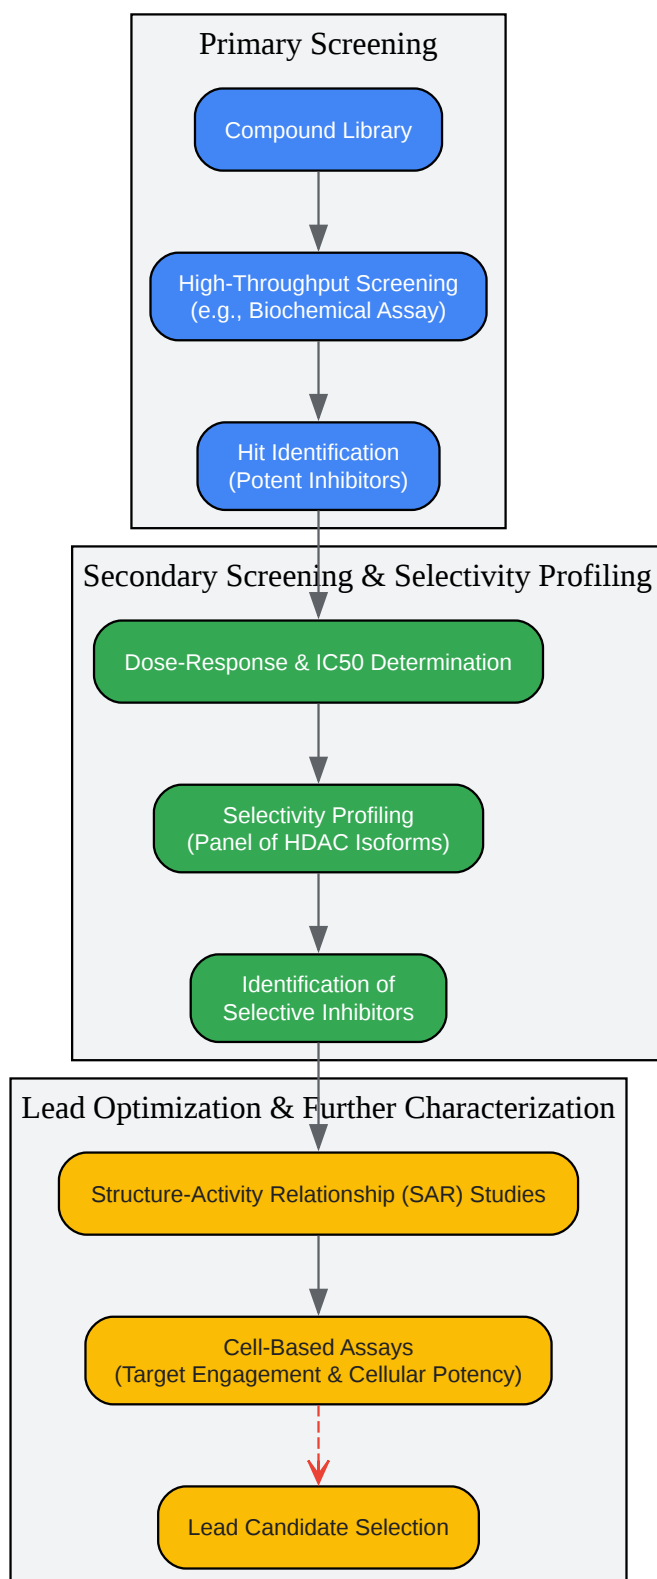 Primary Screening
Compound Library
High-Throughput Screening
(e.g., Biochemical Assay)
Hit Identification
(Potent Inhibitors)
Secondary Screening & Selectivity Profiling
Dose-Response & IC50 Determination
Selectivity Profiling
(Panel of HDAC Isoforms)
Identification of
Selective Inhibitors
Lead Optimization & Further Characterization
Structure-Activity Relationship (SAR) Studies
Cell-Based Assays
(Target Engagement & Cellular Potency)
Lead Candidate Selection